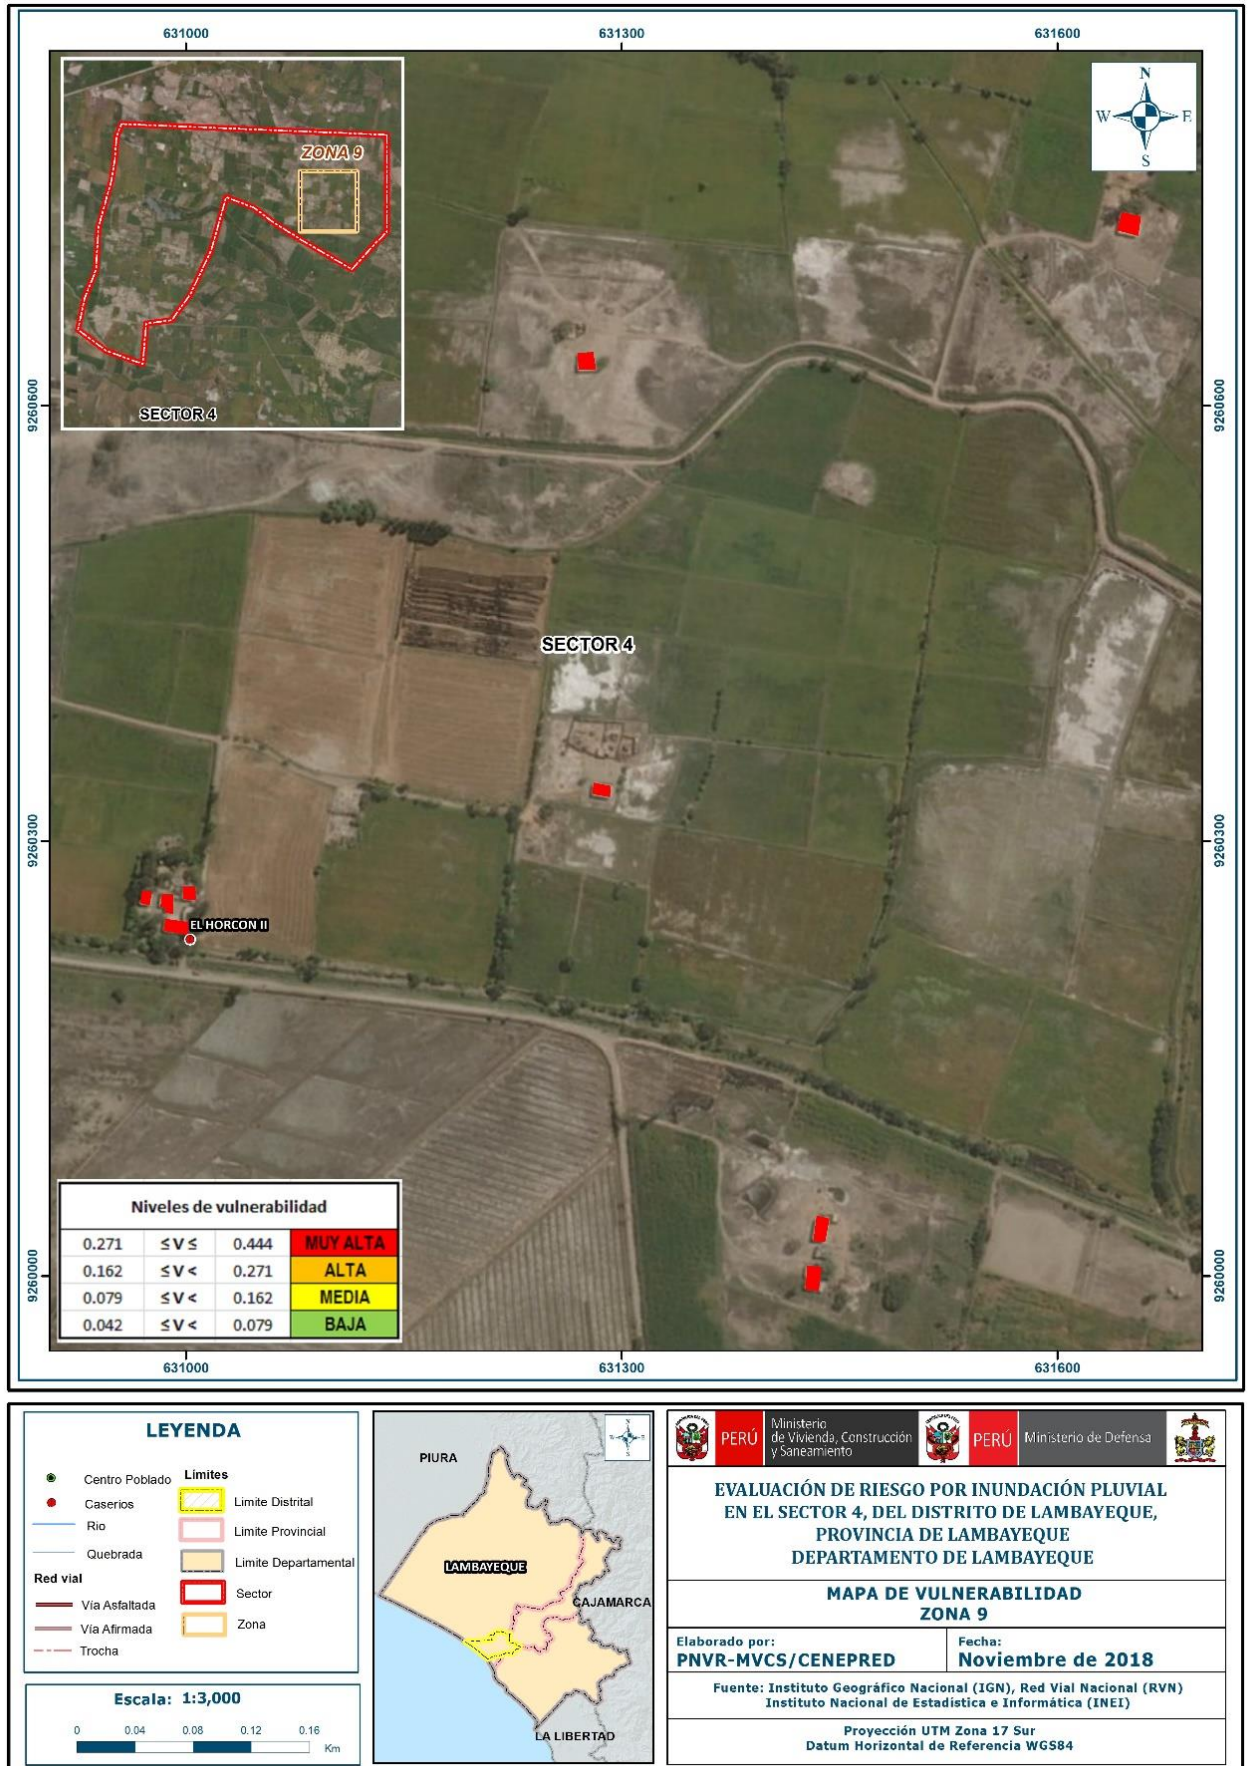 631000
631300
631600
ZONA 9
SECTOR 4
N
W
E
S
9260600
9260600
SECTOR 4
9260300
9260300
EL HORCON II
Niveles de vulnerabilidad
0.271 ≤ V ≤ 0.444 MUY ALTA
0.162 ≤ V < 0.271 ALTA
0.079 ≤ V < 0.162 MEDIA
0.042 ≤ V < 0.079 BAJA
9260000
9260000
631000
631300
631600
LEYENDA
Centro Poblado
Caserios
Rio
Quebrada
Red vial
Vía Asfaltada
Vía Afirmada
Trocha
Límites
Limite Distrital
Limite Provincial
Limite Departamental
Sector
Zona
Escala: 1:3,000
0 0.04 0.08 0.12 0.16
Km
PIURA
LAMBAYEQUE
CAJAMARCA
LA LIBERTAD
PERÚ
Ministerio
de Vivienda, Construcción
y Saneamiento
PERÚ
Ministerio de Defensa
EVALUACIÓN DE RIESGO POR INUNDACIÓN PLUVIAL
EN EL SECTOR 4, DEL DISTRITO DE LAMBAYEQUE,
PROVINCIA DE LAMBAYEQUE
DEPARTAMENTO DE LAMBAYEQUE
MAPA DE VULNERABILIDAD
ZONA 9
Elaborado por:
PNVR-MVCS/CENEPRED
Fecha:
Noviembre de 2018
Fuente: Instituto Geográfico Nacional (IGN), Red Vial Nacional (RVN)
Instituto Nacional de Estadística e Informática (INEI)
Proyección UTM Zona 17 Sur
Datum Horizontal de Referencia WGS84